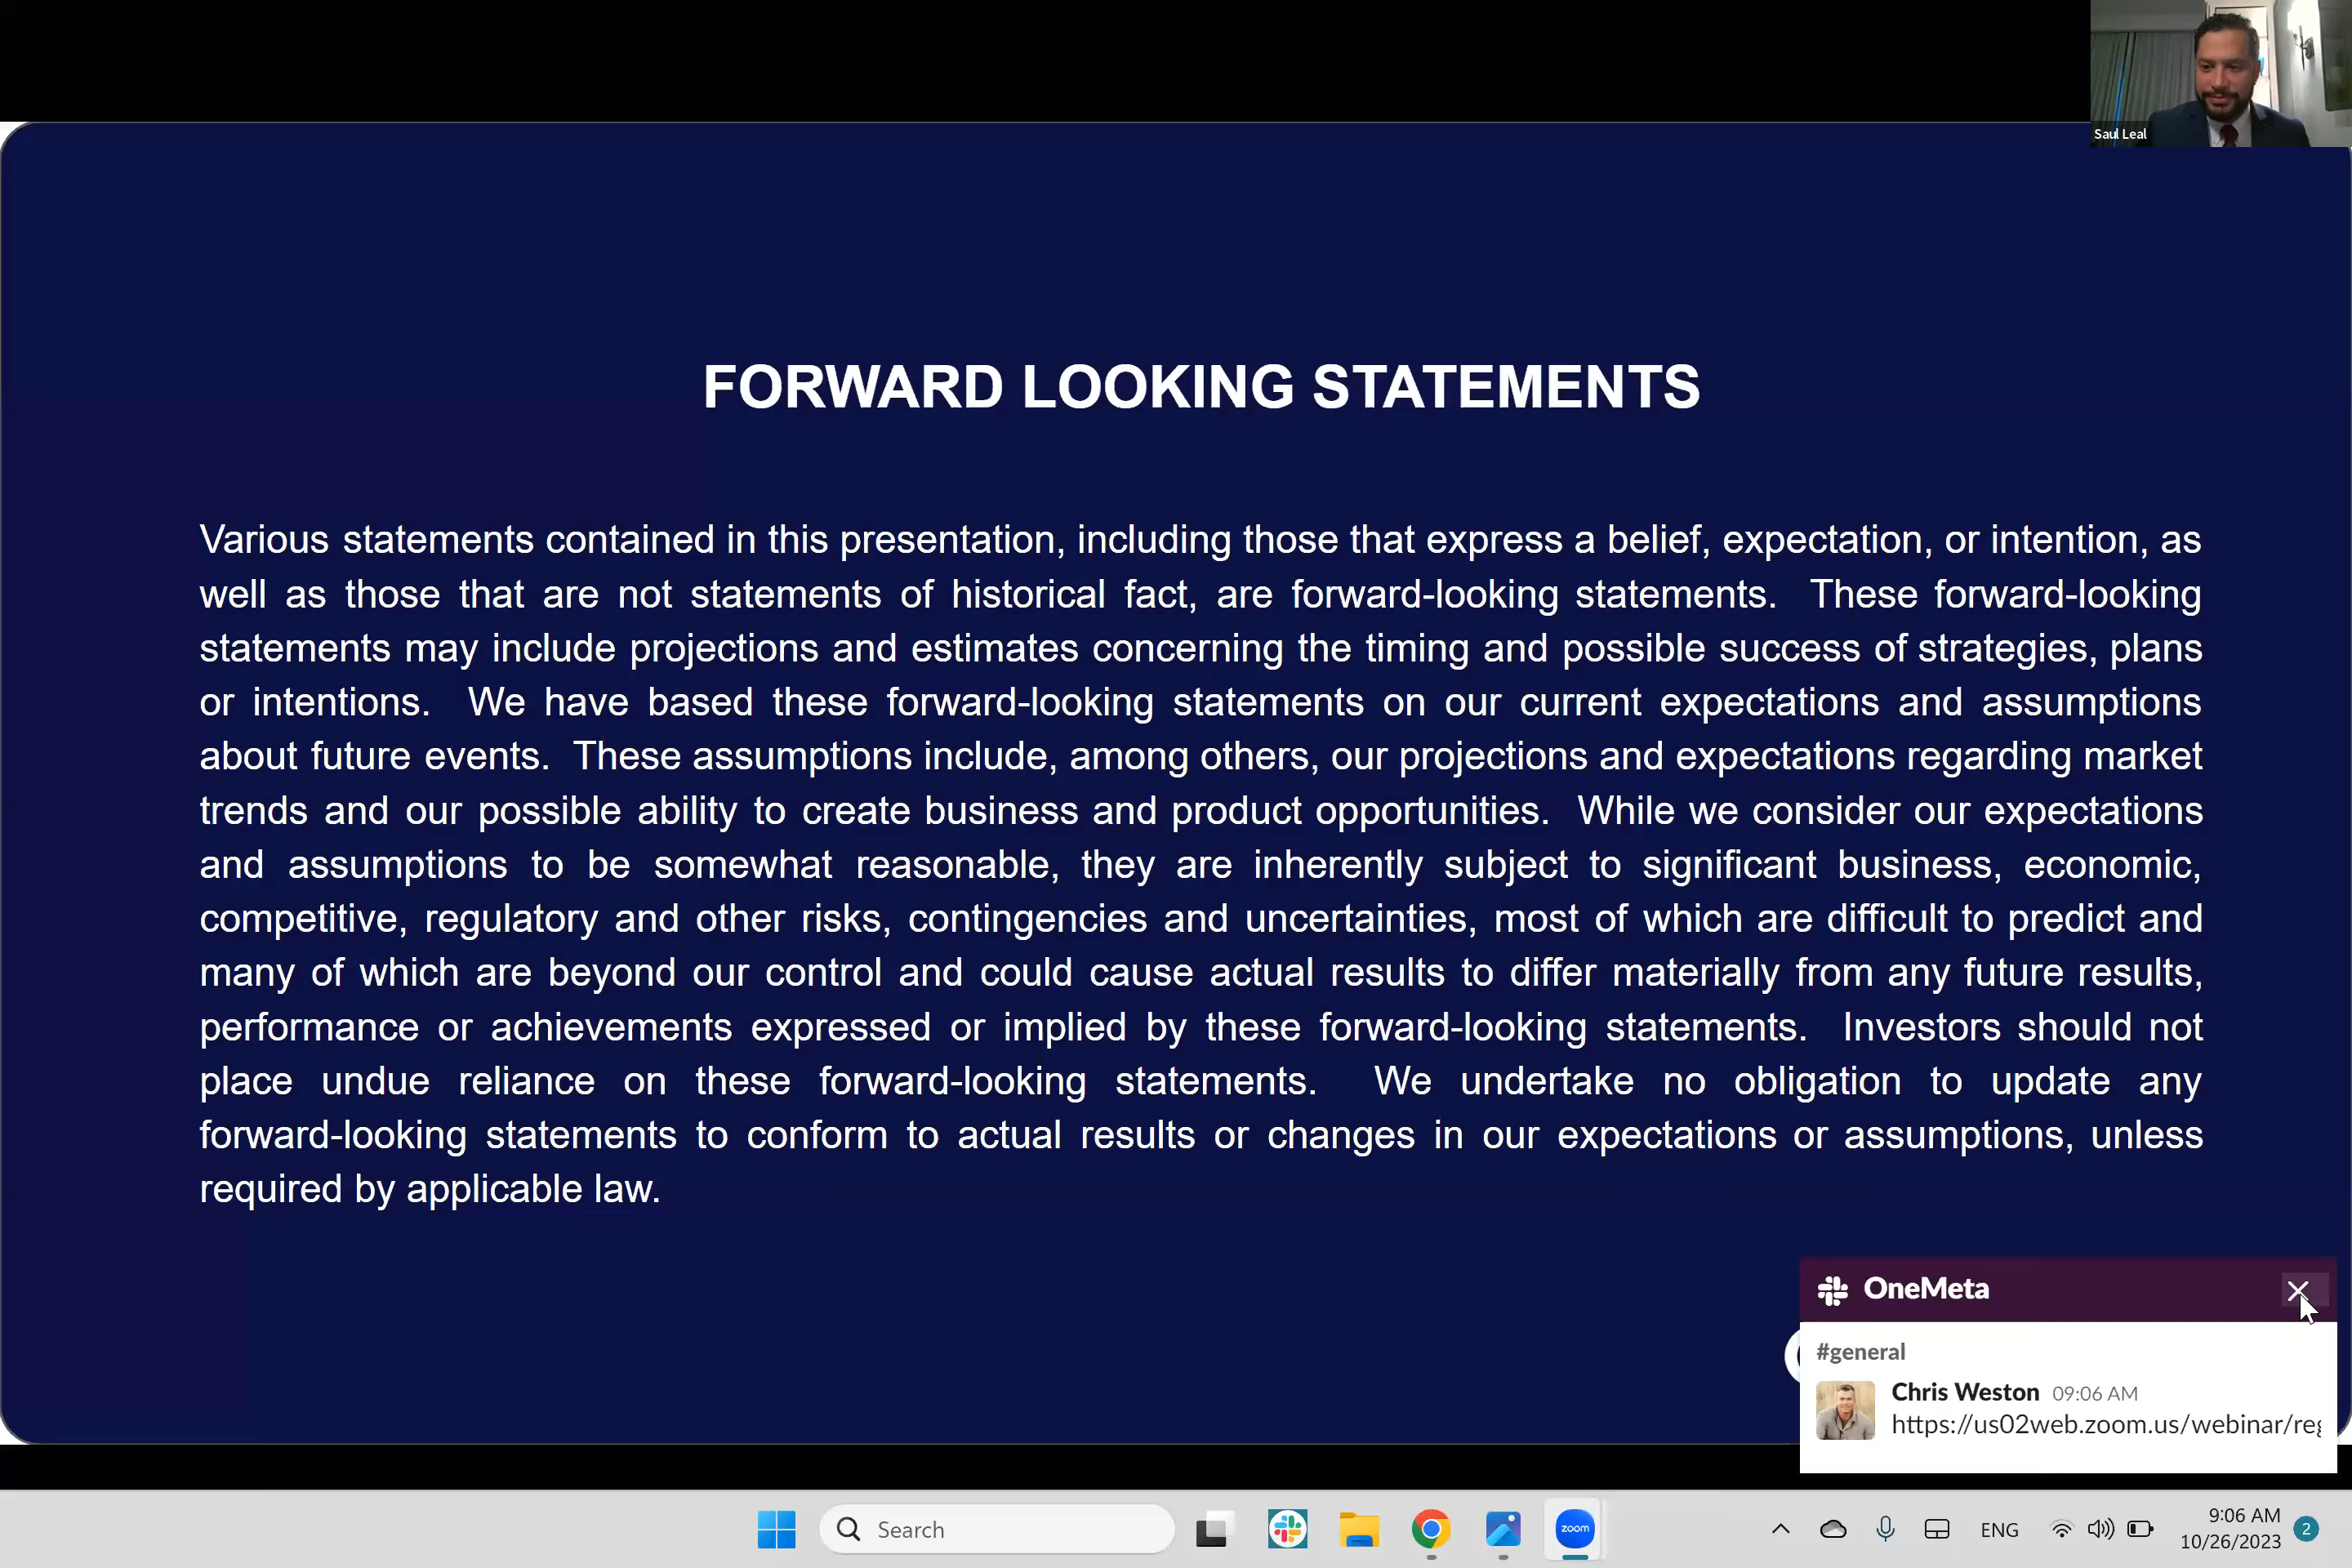 Saul Leal
FORWARD LOOKING STATEMENTS
Various statements contained in this presentation, including those that express a belief, expectation, or intention, as
well as those that are not statements of historical fact, are forward-looking statements. These forward-looking
statements may include projections and estimates concerning the timing and possible success of strategies, plans
or intentions. We have based these forward-looking statements on our current expectations and assumptions
about future events. These assumptions include, among others, our projections and expectations regarding market
trends and our possible ability to create business and product opportunities. While we consider our expectations
and assumptions to be somewhat reasonable, they are inherently subject to significant business, economic,
competitive, regulatory and other risks, contingencies and uncertainties, most of which are difficult to predict and
many of which are beyond our control and could cause actual results to differ materially from any future results,
performance or achievements expressed or implied by these forward-looking statements. Investors should not
place undue reliance on these forward-looking statements. We undertake no obligation to update any
forward-looking statements to conform to actual results or changes in our expectations or assumptions, unless
required by applicable law.
OneMeta
#general
Chris Weston 09:06 AM
https://us02web.zoom.us/webinar/reg
Search
zoom
ENG
9:06 AM
10/26/2023
2